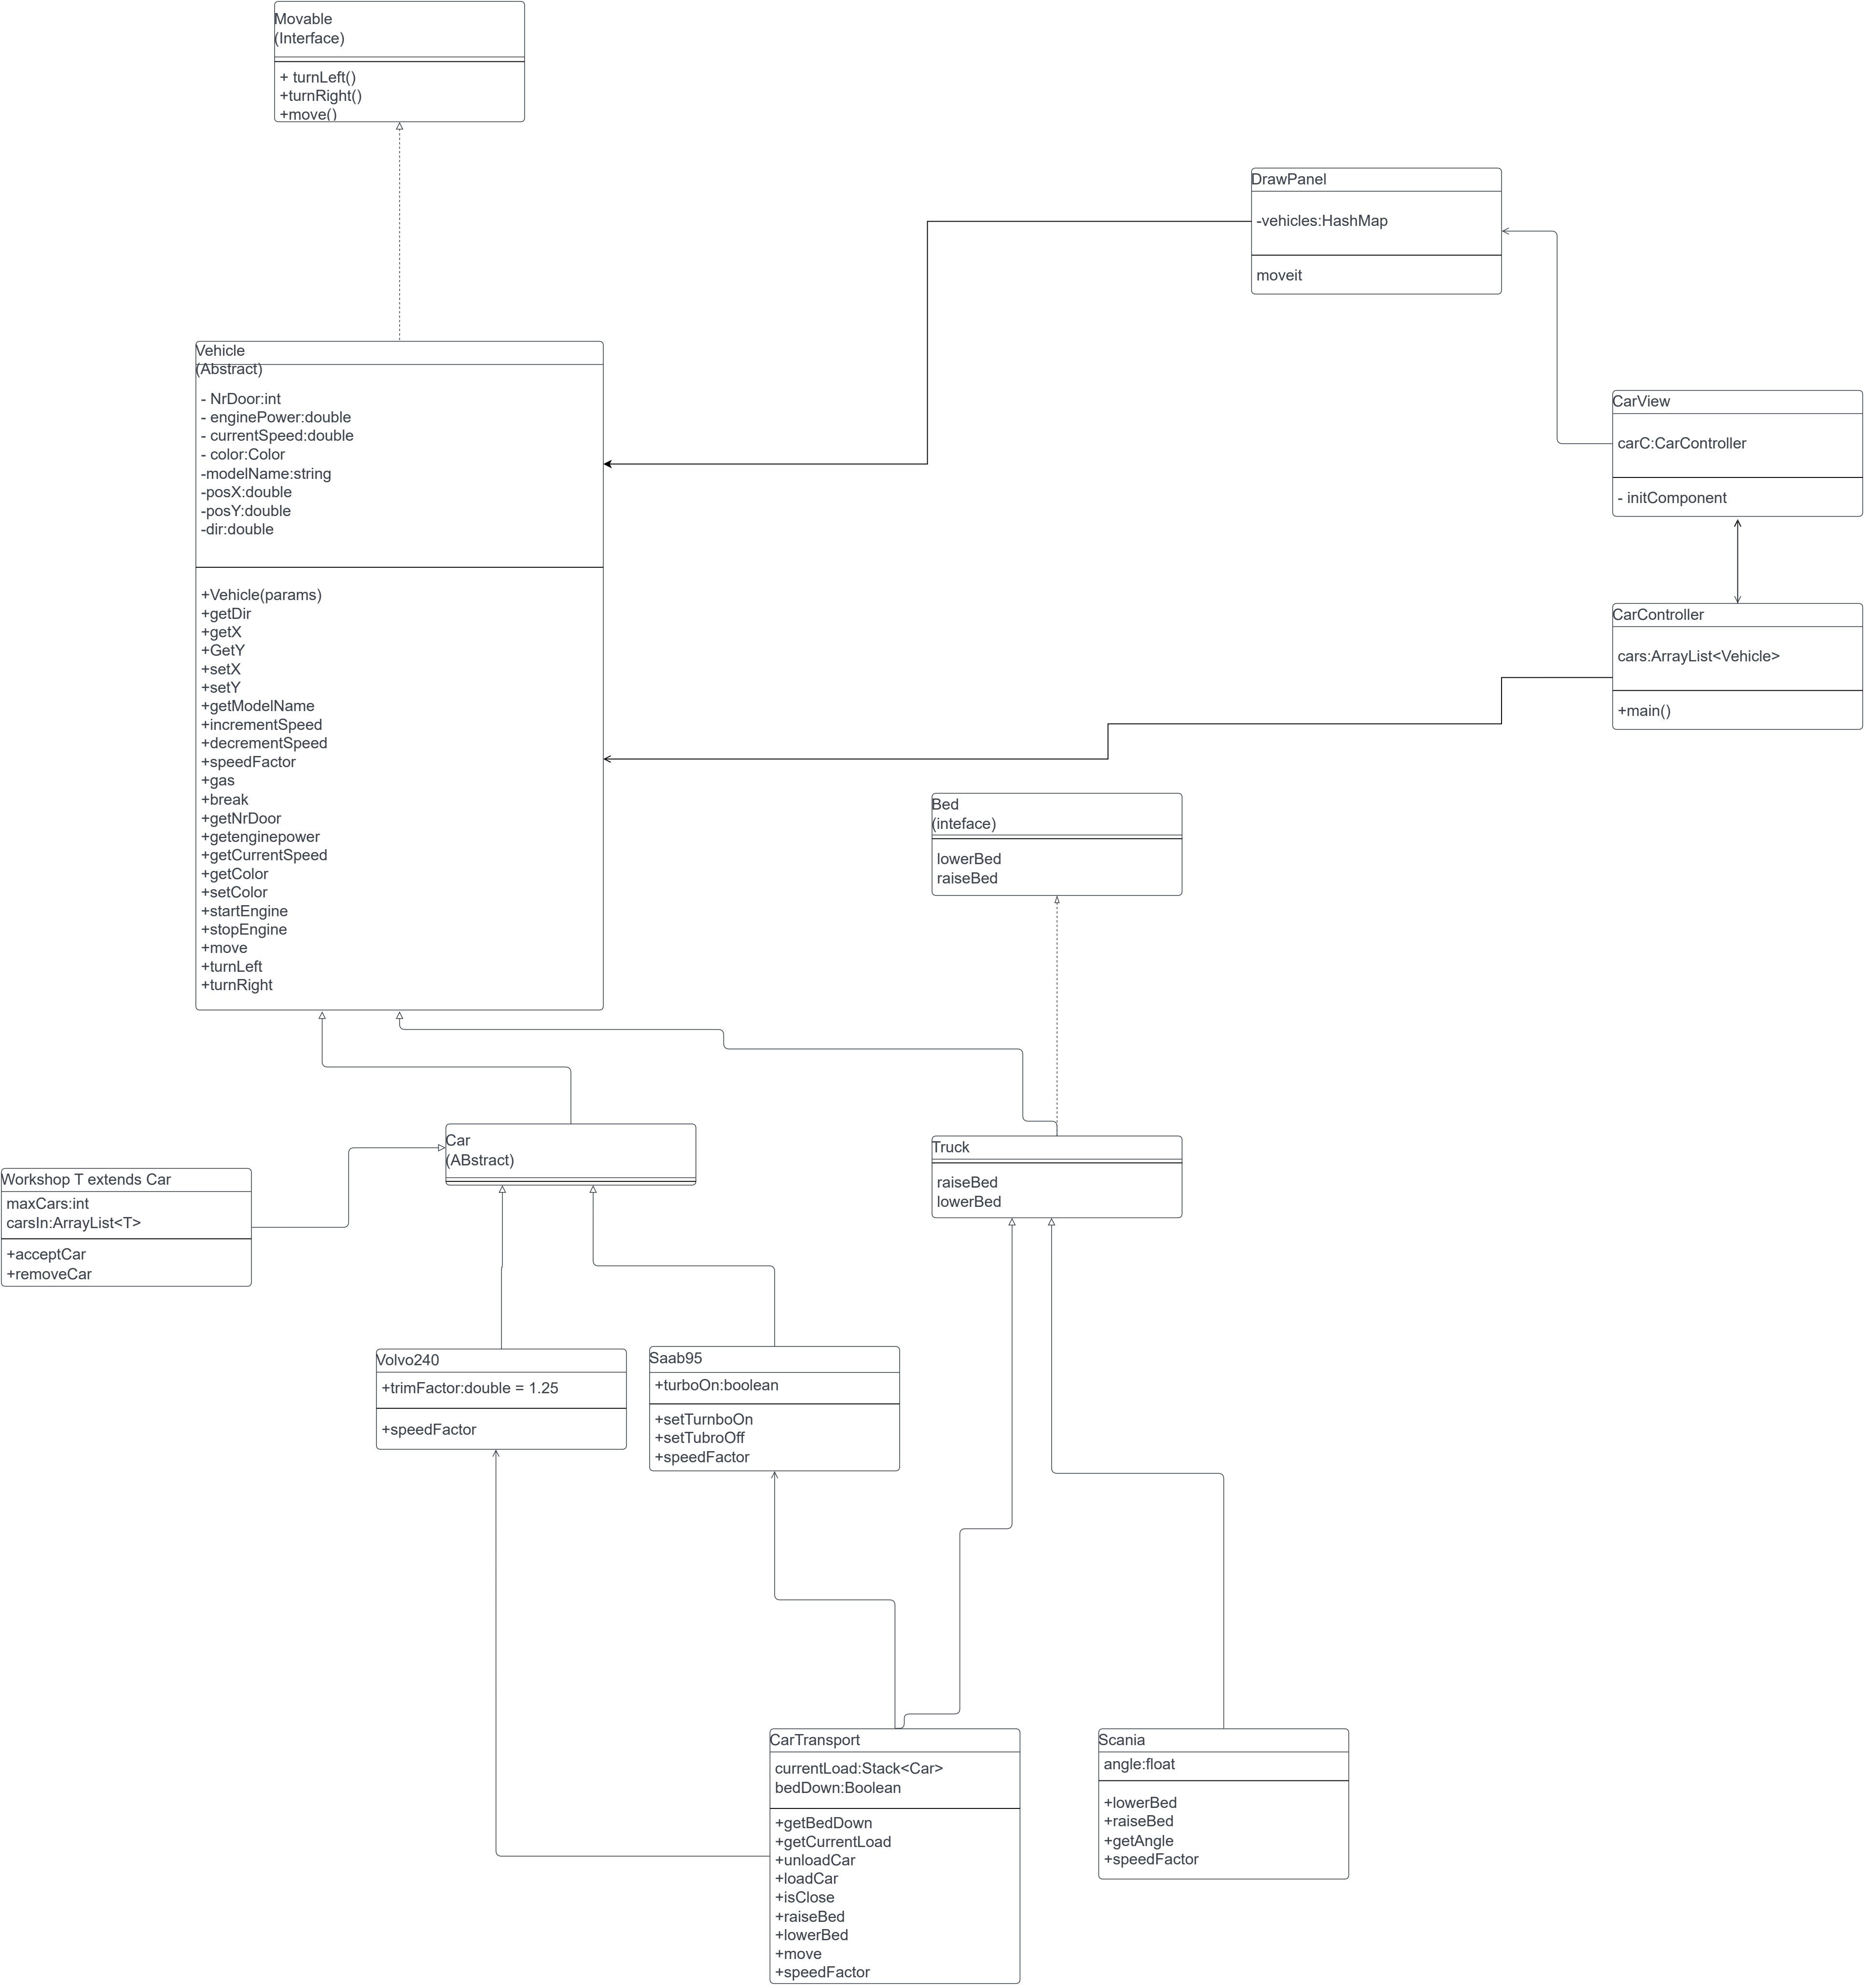 Movable
(Interface)
+ turnLeft()
+turnRight()
+move()
DrawPanel
-vehicles:HashMap
moveit
Vehicle
(Abstract)
- NrDoor:int
- enginePower:double
- currentSpeed:double
- color:Color
-modelName:string
-posX:double
-posY:double
-dir:double
+Vehicle(params)
+getDir
+getX
+GetY
+setX
+setY
+getModelName
+incrementSpeed
+decrementSpeed
+speedFactor
+gas
+break
+getNrDoor
+getenginepower
+getCurrentSpeed
+getColor
+setColor
+startEngine
+stopEngine
+move
+turnLeft
+turnRight
CarView
carC:CarController
- initComponent
CarController
cars:ArrayList<Vehicle>
+main()
Bed
(inteface)
lowerBed
raiseBed
Car
(ABstract)
Truck
raiseBed
lowerBed
Workshop T extends Car
maxCars:int
carsIn:ArrayList<T>
+acceptCar
+removeCar
Volvo240
+trimFactor:double = 1.25
+speedFactor
Saab95
+turboOn:boolean
+setTurnboOn
+setTubroOff
+speedFactor
CarTransport
currentLoad:Stack<Car>
bedDown:Boolean
+getBedDown
+getCurrentLoad
+unloadCar
+loadCar
+isClose
+raiseBed
+lowerBed
+move
+speedFactor
Scania
angle:float
+lowerBed
+raiseBed
+getAngle
+speedFactor